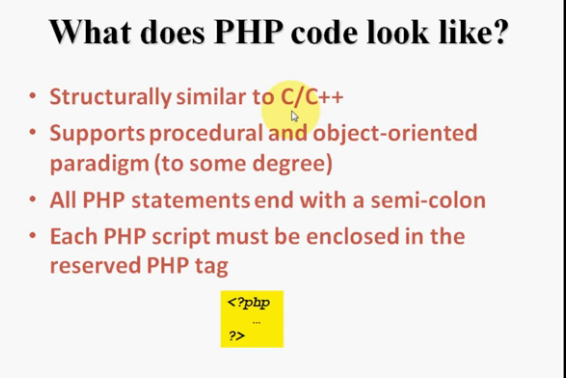 What does PHP code look like?
• Structurally similar to C/C++
• Supports procedural and object-oriented
paradigm (to some degree)
• All PHP statements end with a semi-colon
• Each PHP script must be enclosed in the
reserved PHP tag
<?php
...
?>